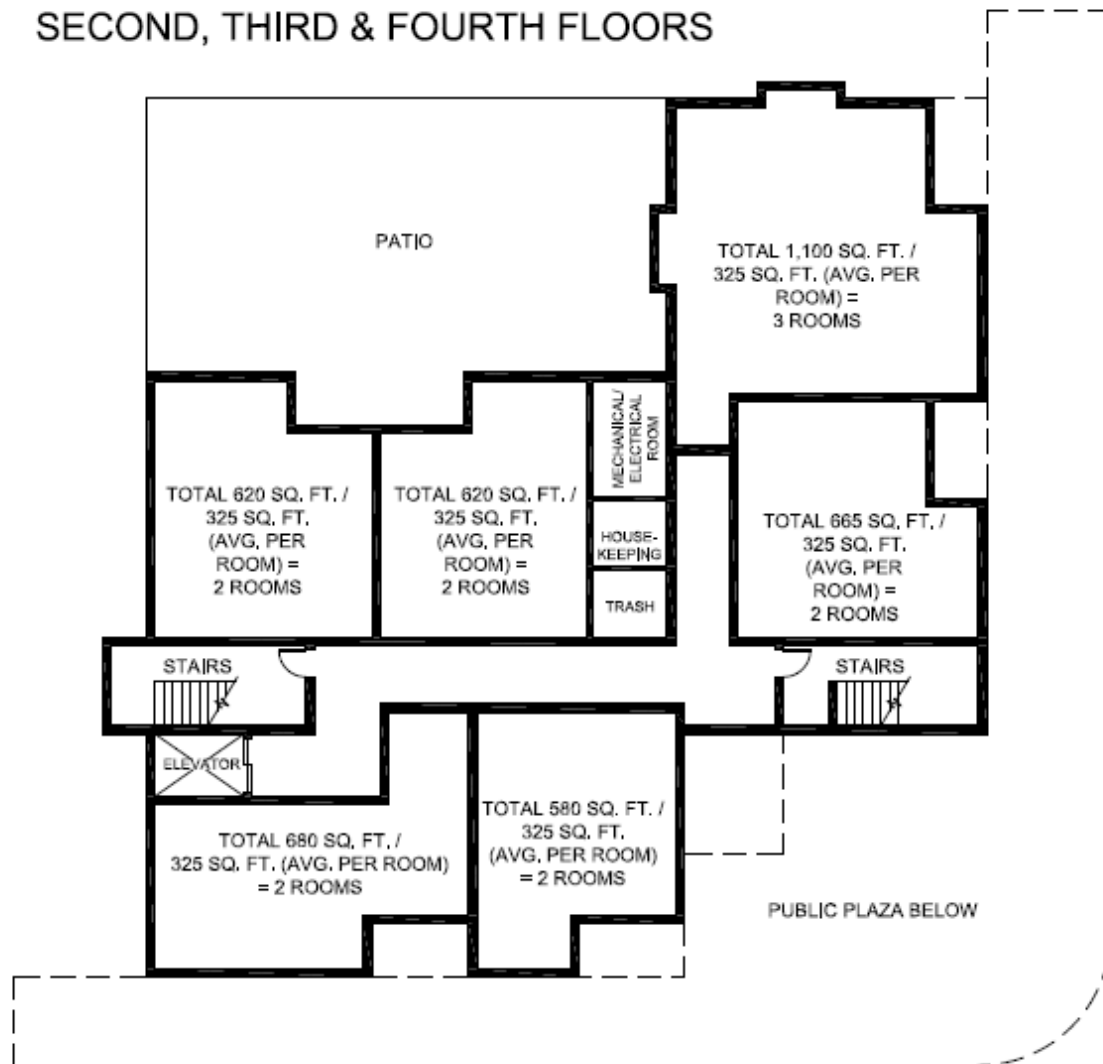 SECOND, THIRD & FOURTH FLOORS
PATIO
TOTAL 1,100 SQ. FT. /
325 SQ. FT. (AVG. PER
ROOM) =
3 ROOMS
MECHANICAL/
ELECTRICAL
ROOM
TOTAL 620 SQ. FT. /
325 SQ. FT.
(AVG. PER
ROOM) =
2 ROOMS
TOTAL 620 SQ. FT. /
325 SQ. FT.
(AVG. PER
ROOM) =
2 ROOMS
HOUSE-
KEEPING
TRASH
TOTAL 665 SQ. FT. /
325 SQ. FT.
(AVG. PER
ROOM) =
2 ROOMS
STAIRS
STAIRS
ELEVATOR
TOTAL 680 SQ. FT. /
325 SQ. FT. (AVG. PER ROOM)
= 2 ROOMS
TOTAL 580 SQ. FT. /
325 SQ. FT.
(AVG. PER ROOM)
= 2 ROOMS
PUBLIC PLAZA BELOW